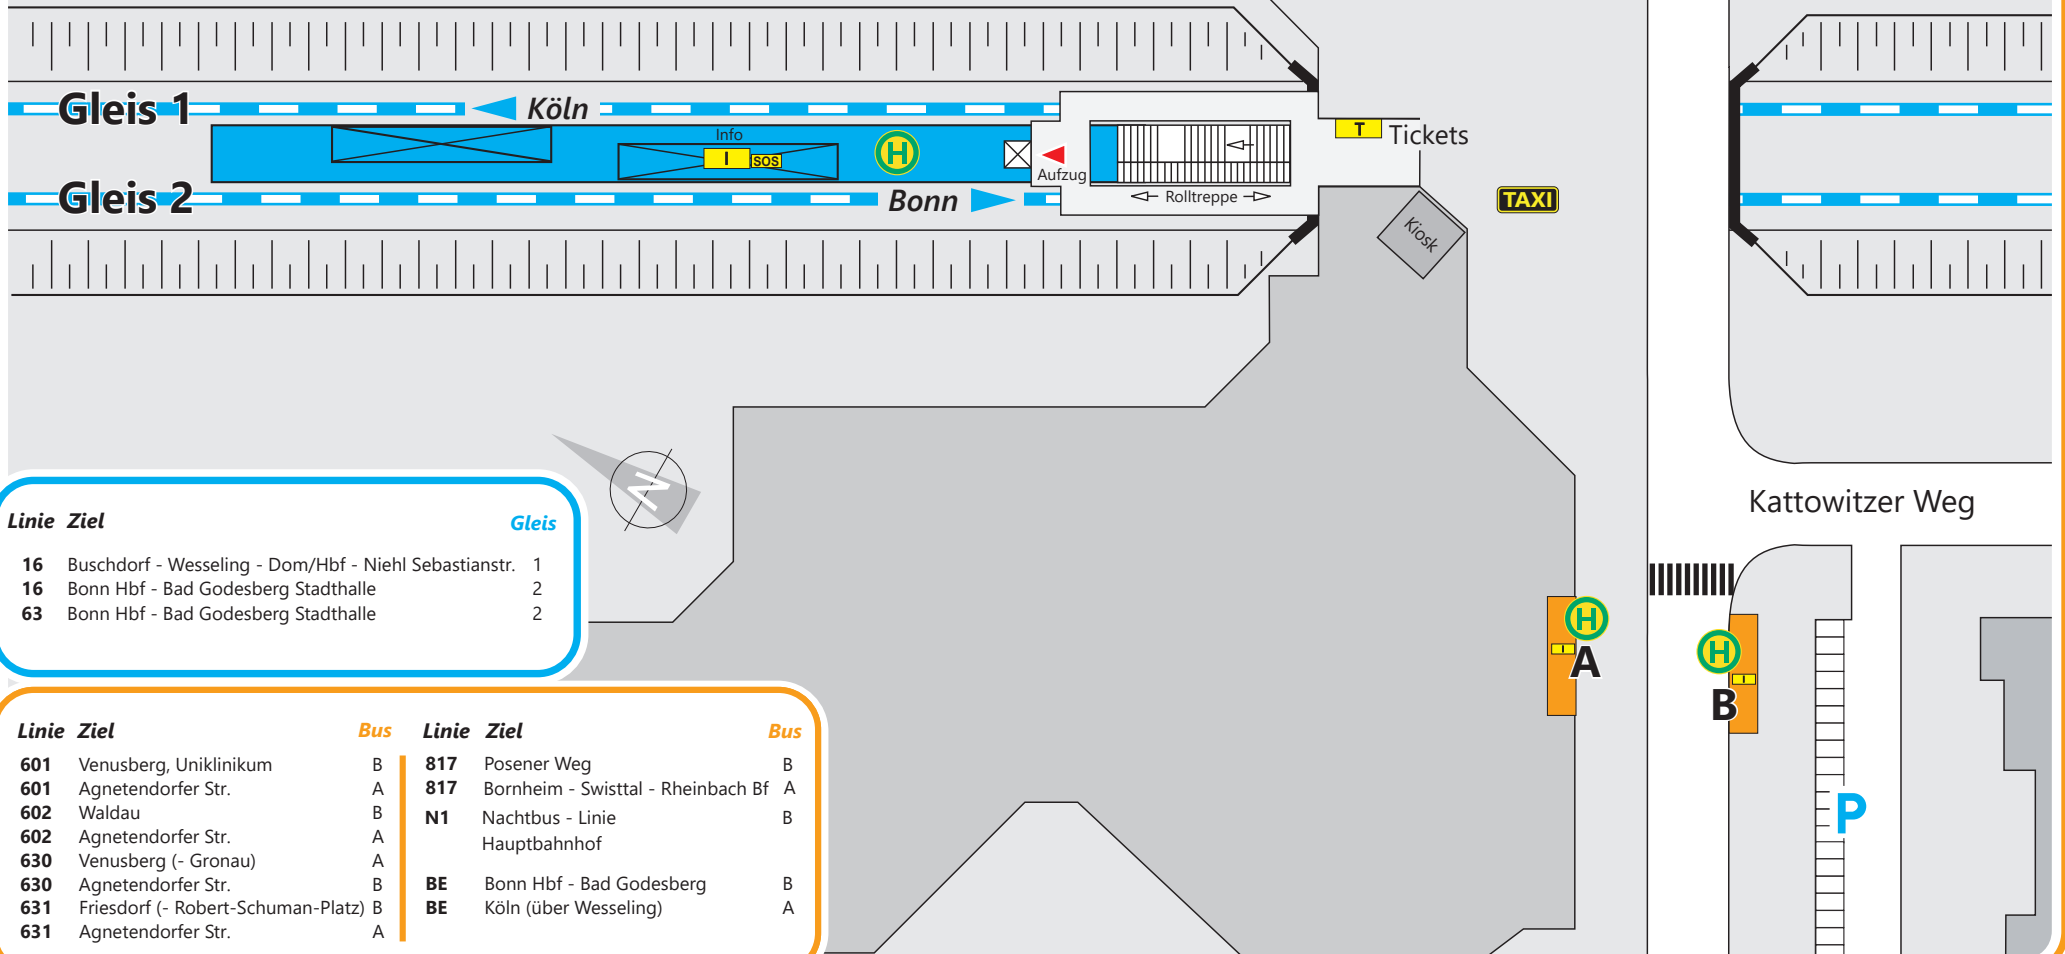 Gleis 1
Köln
Info
I
SOS
H
T
Tickets
Aufzug
Rolltreppe
Gleis 2
Bonn
TAXI
Kiosk
N
Kattowitzer Weg
H
I
A
H
I
B
P
Linie Ziel Gleis
16 Buschdorf - Wesseling - Dom/Hbf - Niehl Sebastianstr. 1
16 Bonn Hbf - Bad Godesberg Stadthalle 2
63 Bonn Hbf - Bad Godesberg Stadthalle 2
Linie Ziel Bus
601 Venusberg, Uniklinikum B
601 Agnetendorfer Str. A
602 Waldau B
602 Agnetendorfer Str. A
630 Venusberg (- Gronau) A
630 Agnetendorfer Str. B
631 Friesdorf (- Robert-Schuman-Platz) B
631 Agnetendorfer Str. A
Linie Ziel Bus
817 Posener Weg B
817 Bornheim - Swisttal - Rheinbach Bf A
N1 Nachtbus - Linie B
Hauptbahnhof
BE Bonn Hbf - Bad Godesberg B
BE Köln (über Wesseling) A